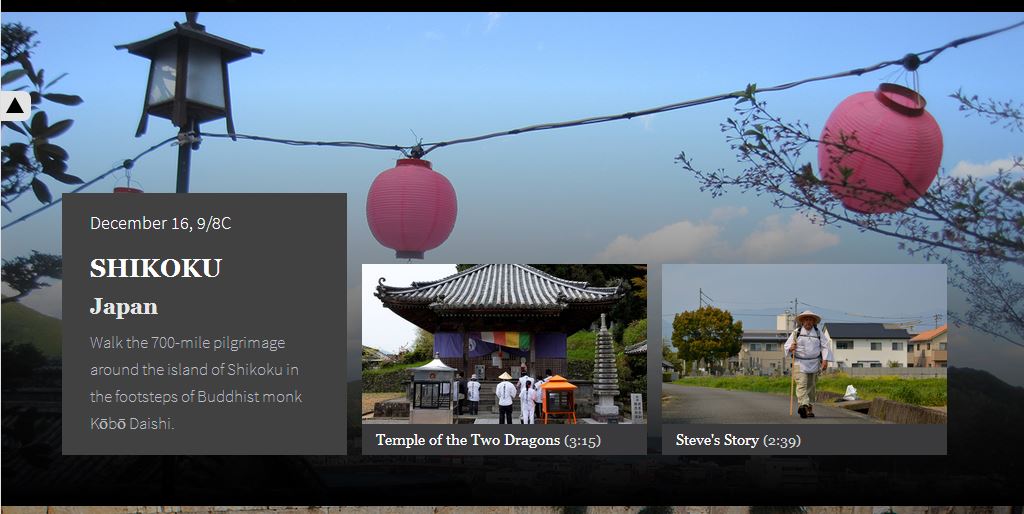 December 16, 9/8C
SHIKOKU
Japan
Walk the 700-mile pilgrimage
around the island of Shikoku in
the footsteps of Buddhist monk
Kōbō Daishi.
Temple of the Two Dragons (3:15)
Steve's Story (2:39)